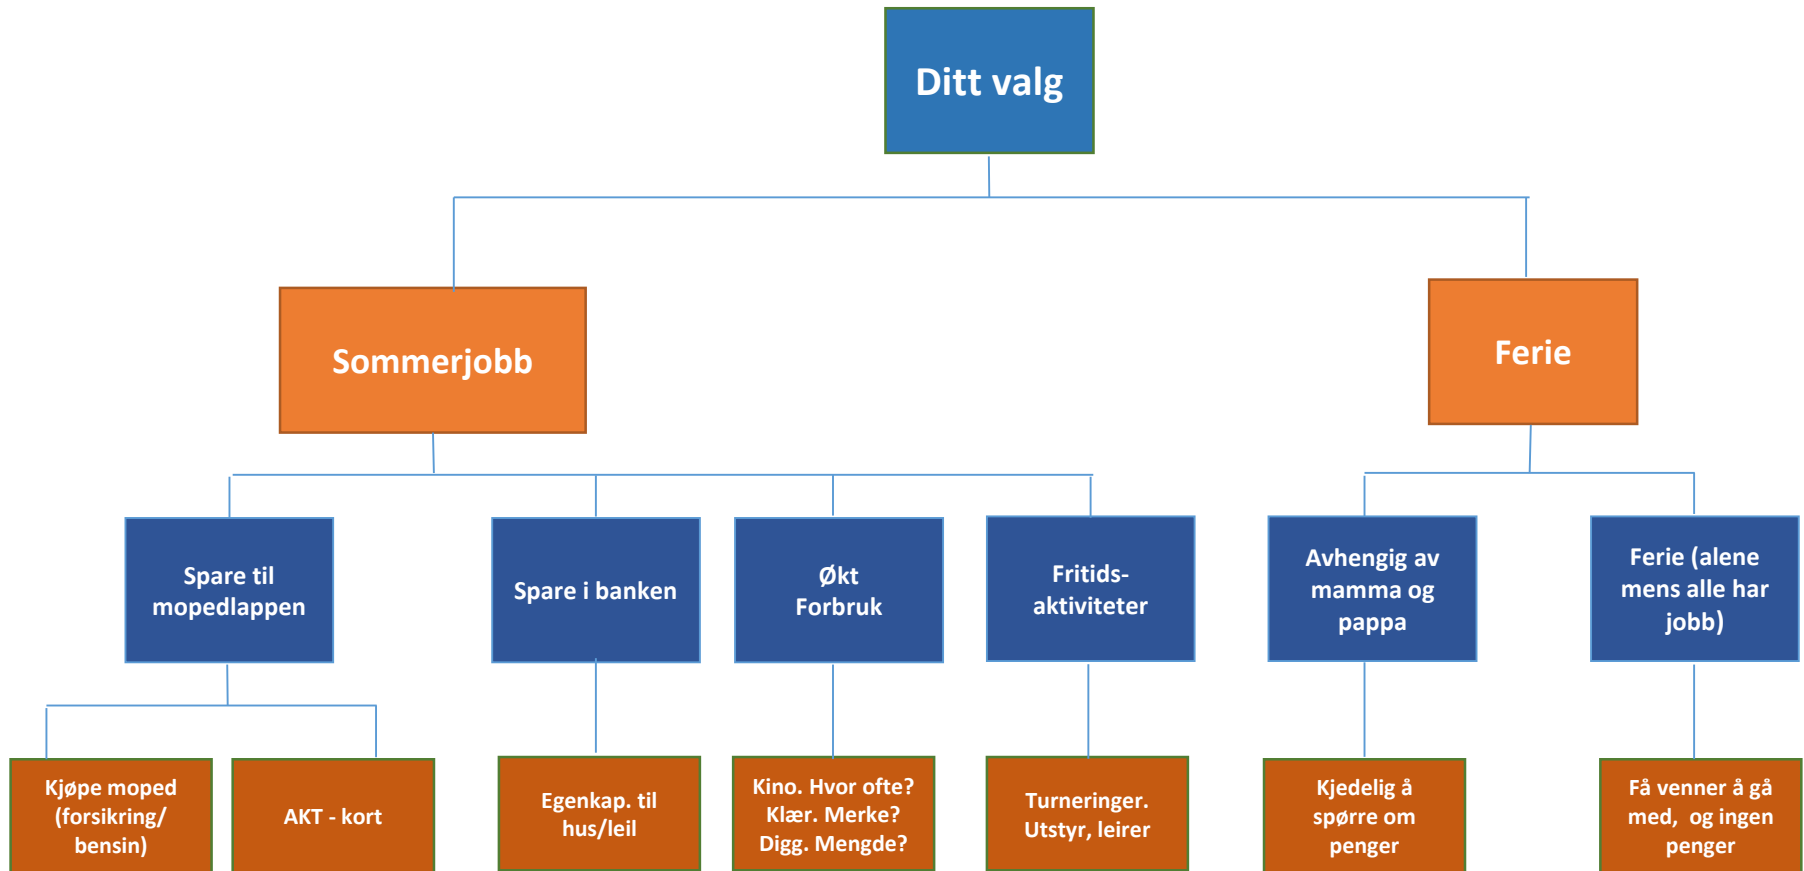 Ditt valg
Sommerjobb
Ferie
Spare til
mopedlappen
Spare i banken
Økt
Forbruk
Fritids-
aktiviteter
Avhengig av
mamma og
pappa
Ferie (alene
mens alle har
jobb)
Kjøpe moped
(forsikring/
bensin)
AKT - kort
Egenkap. til
hus/leil
Kino. Hvor ofte?
Klær. Merke?
Digg. Mengde?
Turneringer.
Utstyr, leirer
Kjedelig å
spørre om
penger
Få venner å gå
med,  og ingen
penger